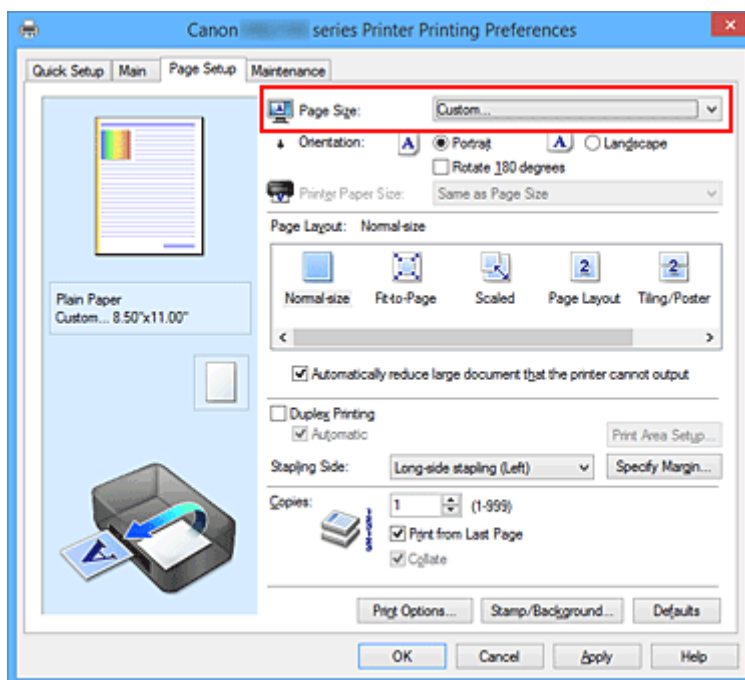 Canon series Printer Printing Preferences
Quick Setup Main Page Setup Maintenance
Page Size: Custom...
Orientation: A Portrait A Landscape
Rotate 180 degrees
Printer Paper Size: Same as Page Size
Page Layout: Normal-size
2 2
Normal-size Fit-to-Page Scaled Page Layout Tiling/Poster
Plain Paper
Custom... 8.50"x11.00"
Automatically reduce large document that the printer cannot output
Duplex Printing
Automatic
Print Area Setup...
Stapling Side: Long-side stapling (Left) Specify Margin...
Copies: 1 (1-999)
Print from Last Page
Collate
A
Print Options... Stamp/Background... Defaults
OK Cancel Apply Help